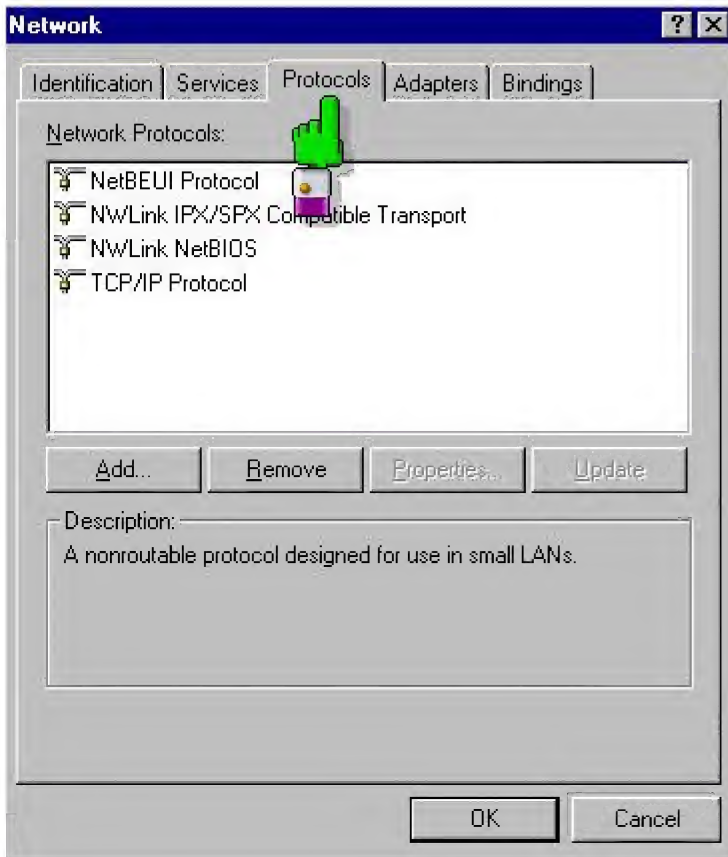 Network
Identification Services Protocols Adapters Bindings
Network Protocols:
NetBEUI Protocol
NWLink IPX/SPX Compatible Transport
NWLink NetBIOS
TCP/IP Protocol
Add... Remove Properties... Update
Description:
A nonroutable protocol designed for use in small LANs.
OK Cancel